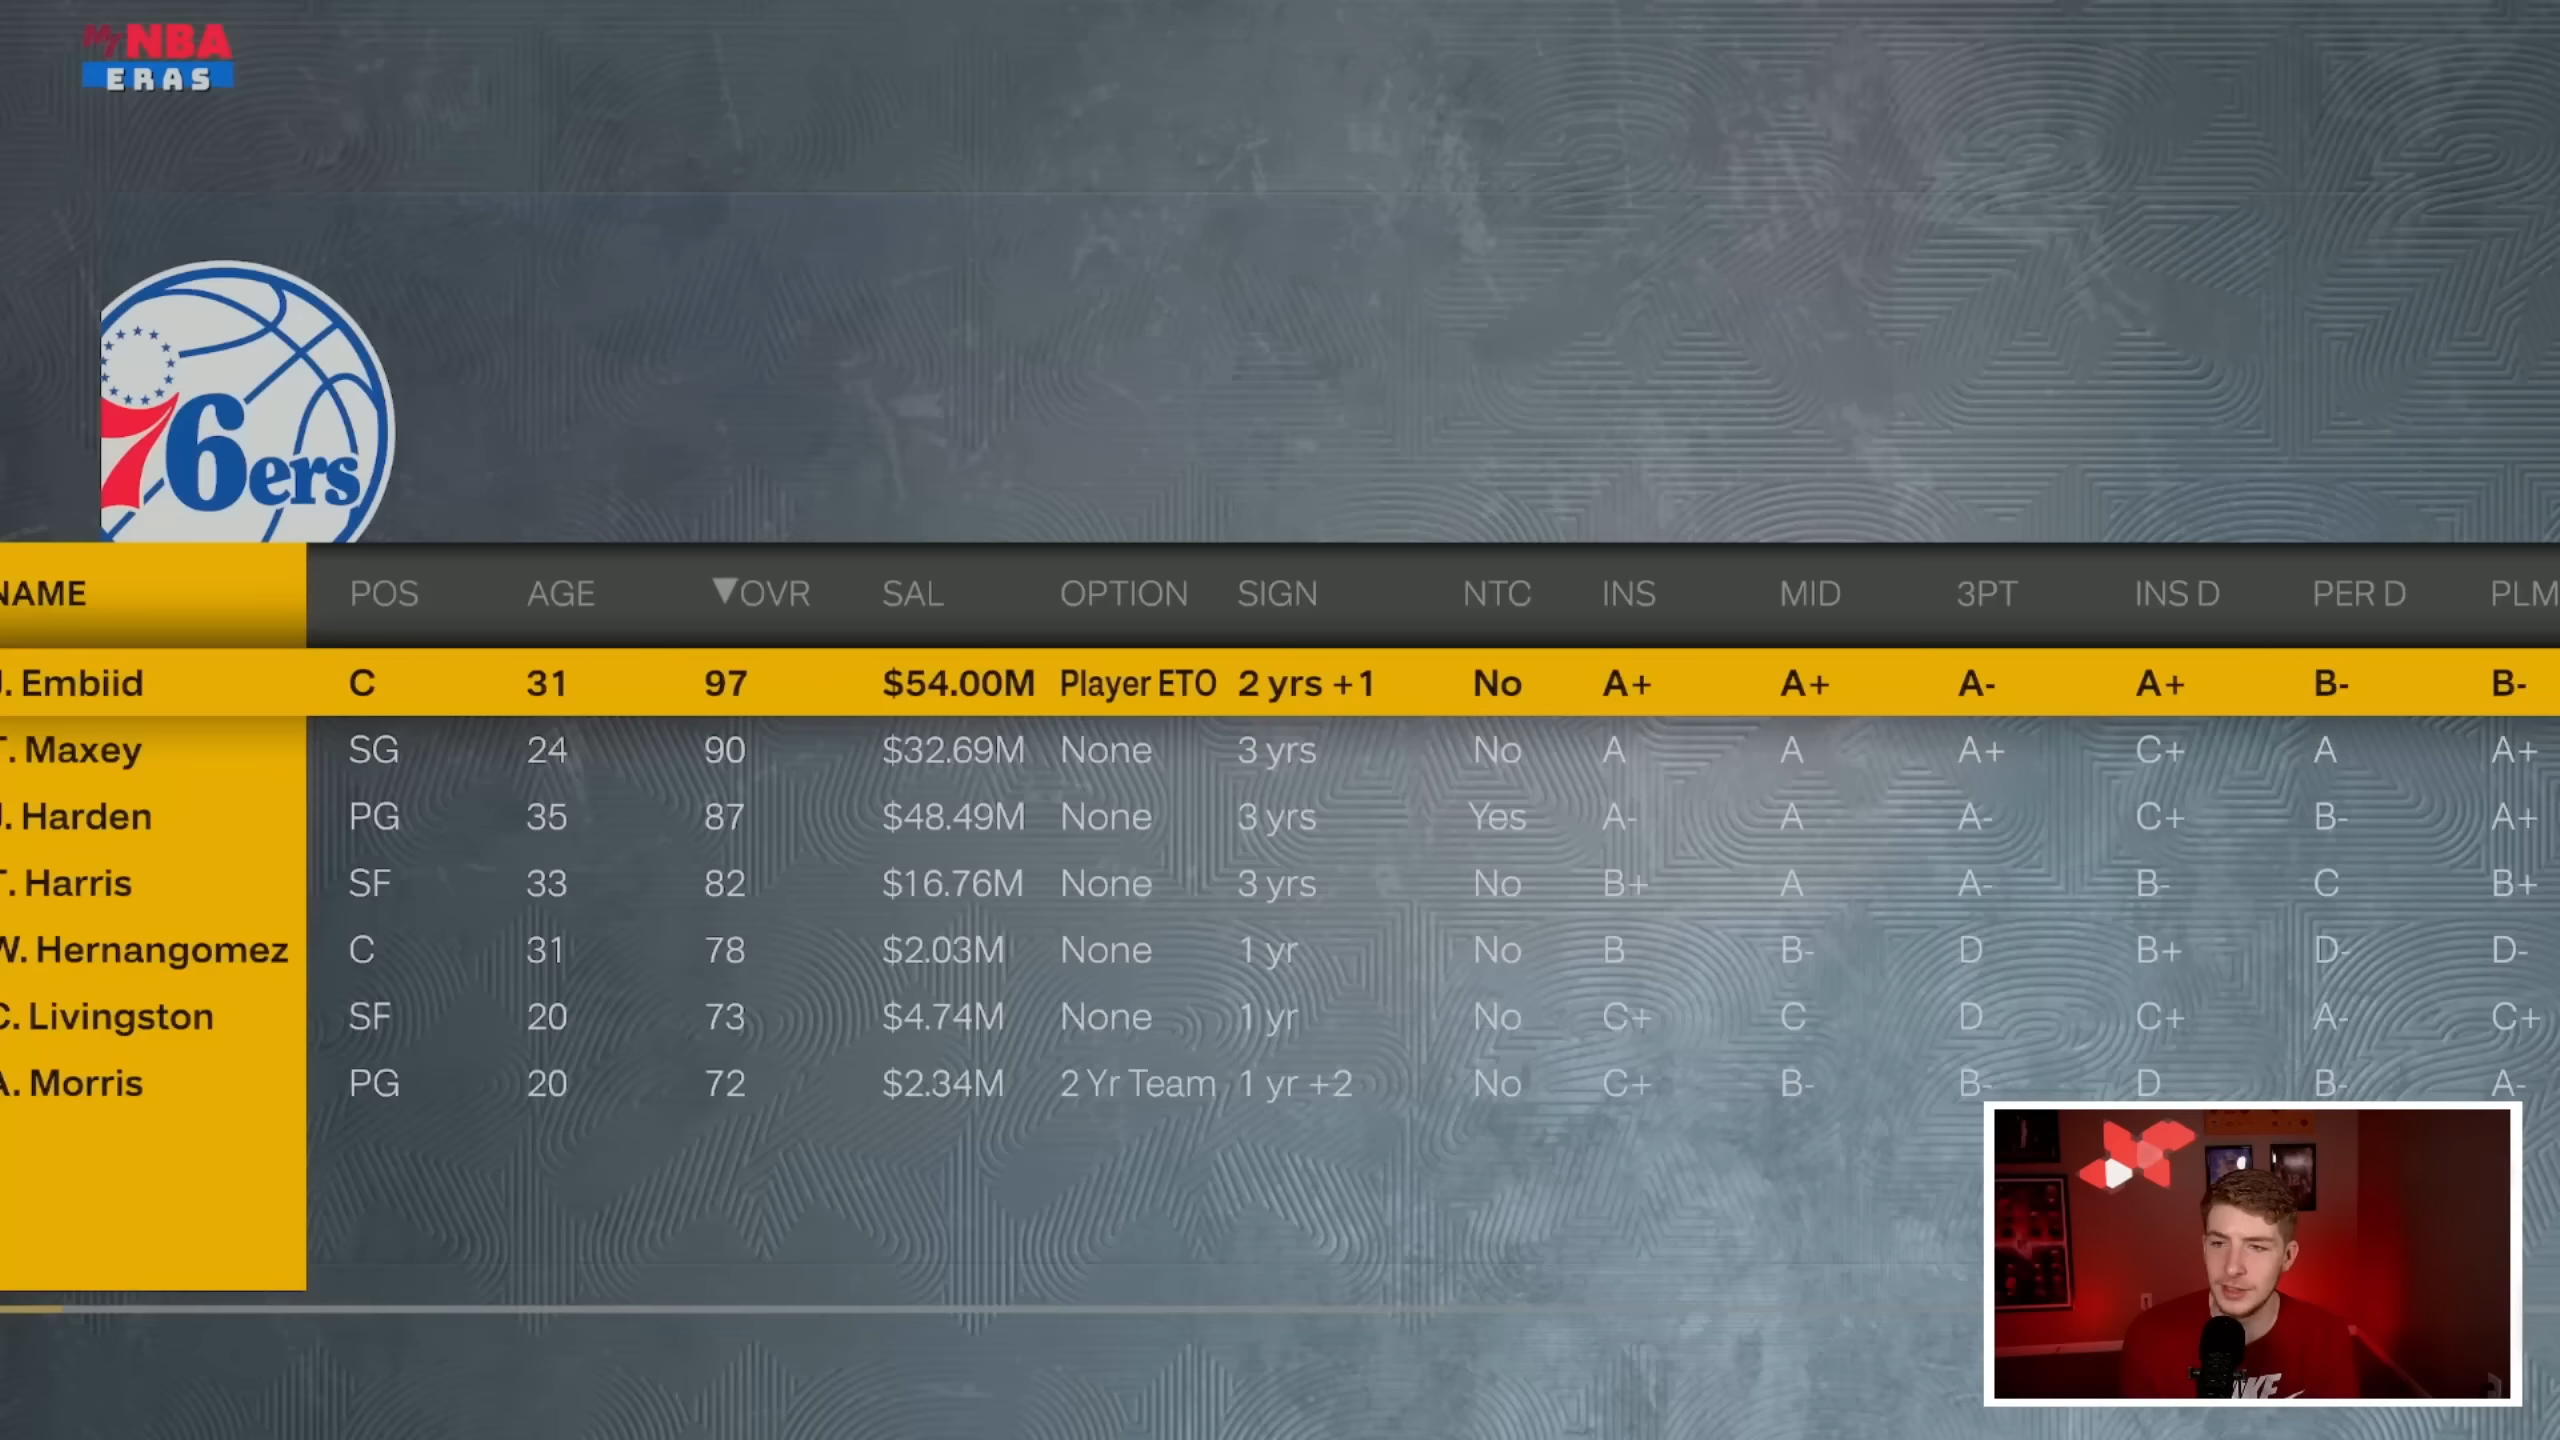 My NBA
ERAS
76ers
NAME POS AGE ▼OVR SAL OPTION SIGN NTC INS MID 3PT INS D PER D PLM
J. Embiid C 31 97 $54.00M Player ETO 2 yrs +1 No A+ A+ A- A+ B- B-
T. Maxey SG 24 90 $32.69M None 3 yrs No A A A+ C+ A A+
J. Harden PG 35 87 $48.49M None 3 yrs Yes A- A A- C+ B- A+
T. Harris SF 33 82 $16.76M None 3 yrs No B+ A A- B- C B+
W. Hernangomez C 31 78 $2.03M None 1 yr No B B- D B+ D- D-
C. Livingston SF 20 73 $4.74M None 1 yr No C+ C D C+ A- C+
A. Morris PG 20 72 $2.34M 2 Yr Team 1 yr +2 No C+ B- B- D B- A-